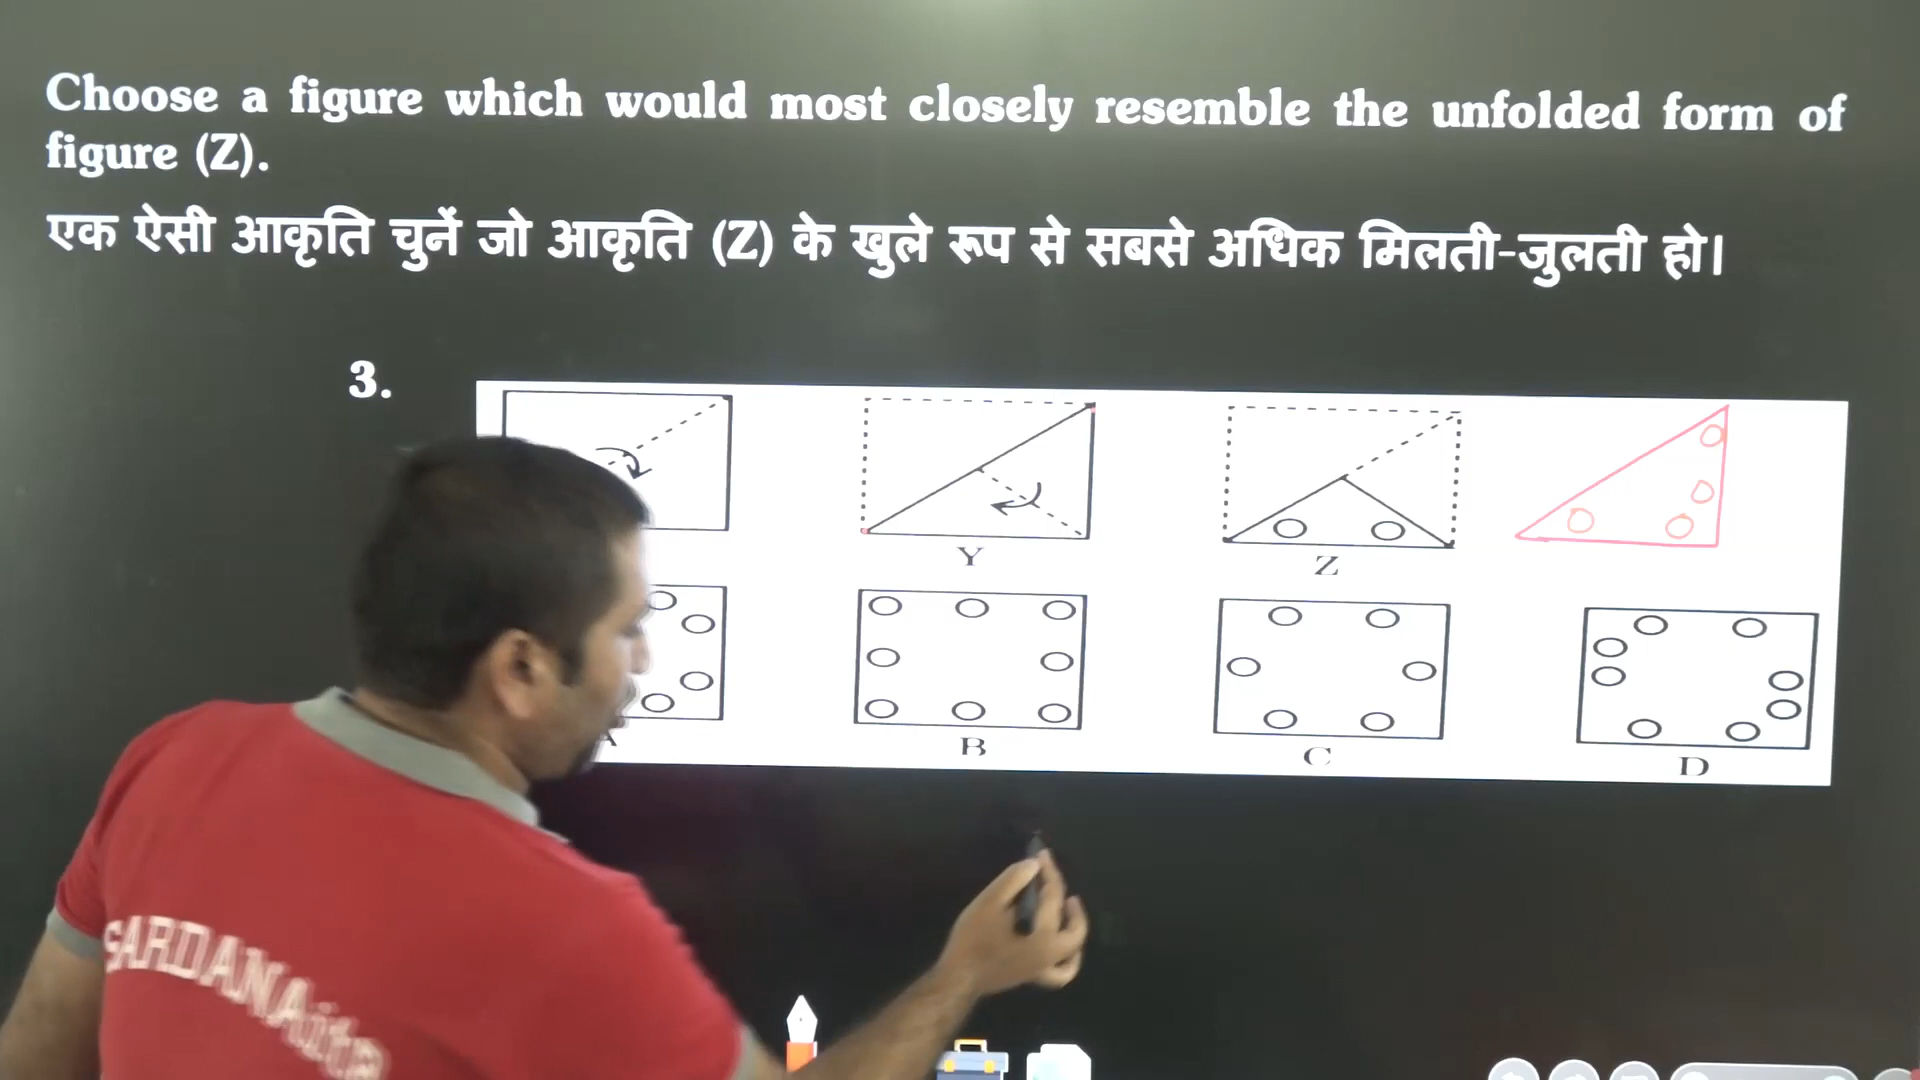 Choose a figure which would most closely resemble the unfolded form of
figure (Z).
एक ऐसी आकृति चुनें जो आकृति (Z) के खुले रूप से सबसे अधिक मिलती-जुलती हो।
3.
Y
Z
A
B
C
D